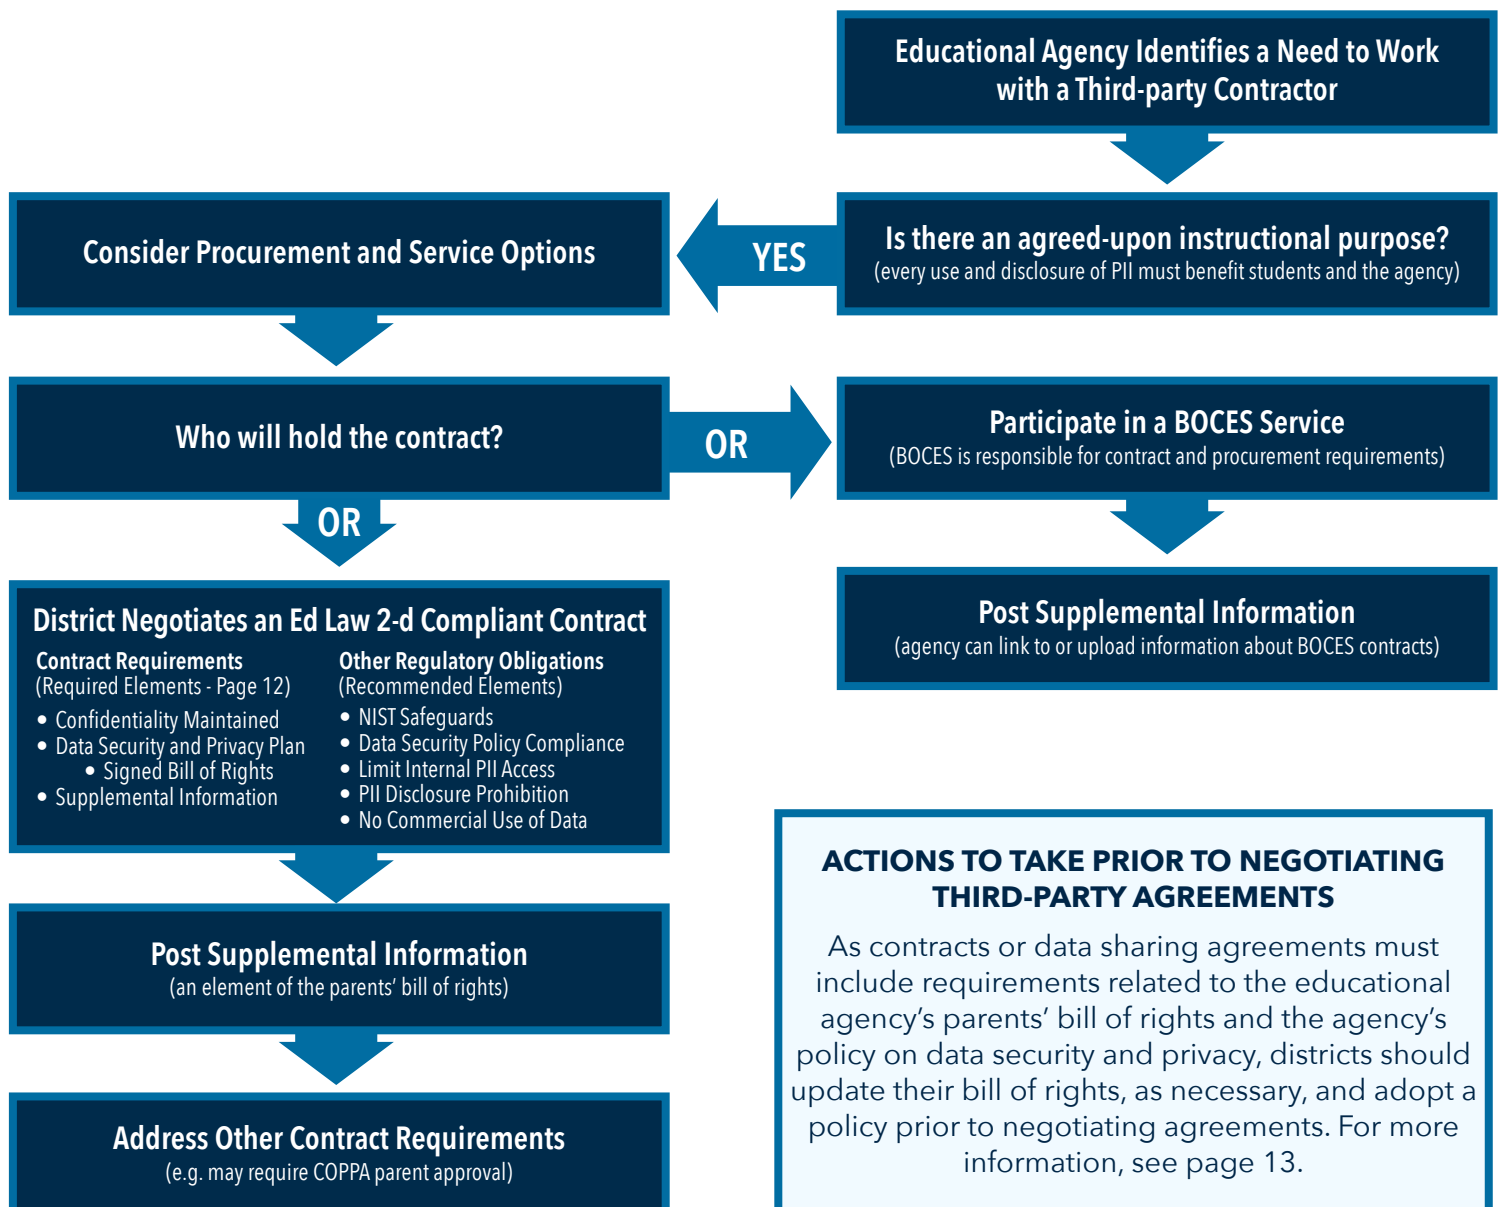 Educational Agency Identifies a Need to Work
with a Third-party Contractor
Is there an agreed-upon instructional purpose?
(every use and disclosure of PII must benefit students and the agency)
YES
Consider Procurement and Service Options
Who will hold the contract?
OR
Participate in a BOCES Service
(BOCES is responsible for contract and procurement requirements)
Post Supplemental Information
(agency can link to or upload information about BOCES contracts)
OR
District Negotiates an Ed Law 2-d Compliant Contract
Contract Requirements
(Required Elements - Page 12)
• Confidentiality Maintained
• Data Security and Privacy Plan
• Signed Bill of Rights
• Supplemental Information
Other Regulatory Obligations
(Recommended Elements)
• NIST Safeguards
• Data Security Policy Compliance
• Limit Internal PII Access
• PII Disclosure Prohibition
• No Commercial Use of Data
Post Supplemental Information
(an element of the parents’ bill of rights)
Address Other Contract Requirements
(e.g. may require COPPA parent approval)
ACTIONS TO TAKE PRIOR TO NEGOTIATING
THIRD-PARTY AGREEMENTS
As contracts or data sharing agreements must
include requirements related to the educational
agency’s parents’ bill of rights and the agency’s
policy on data security and privacy, districts should
update their bill of rights, as necessary, and adopt a
policy prior to negotiating agreements. For more
information, see page 13.